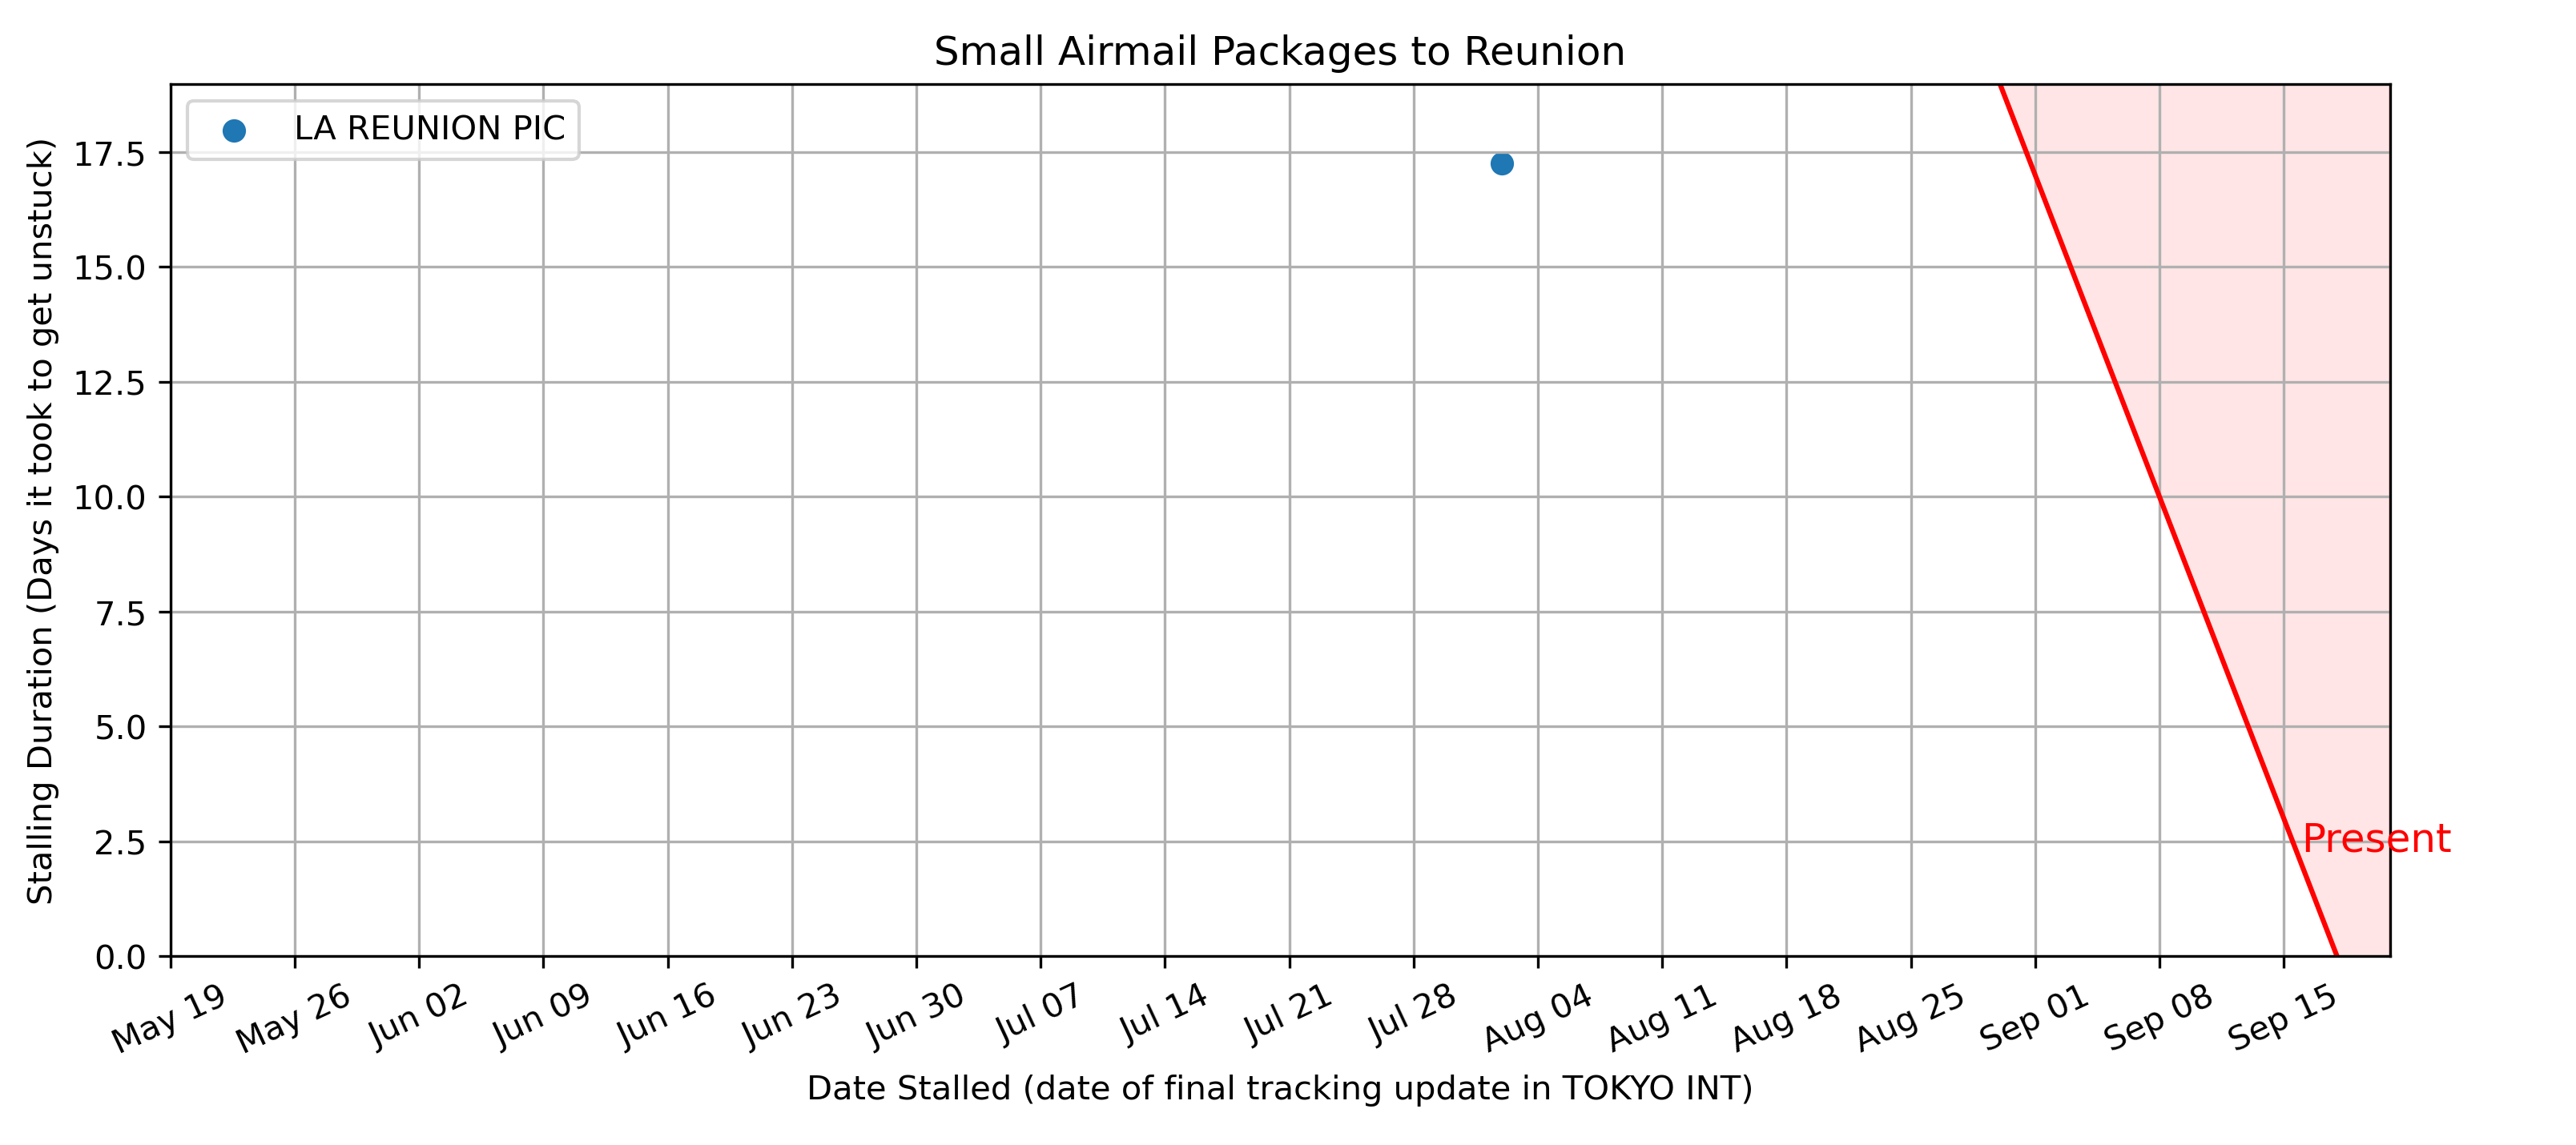 Small Airmail Packages to Reunion
LA REUNION PIC
Stalling Duration (Days it took to get unstuck)
17.5
15.0
12.5
10.0
7.5
5.0
2.5
0.0
Present
May 19
May 26
Jun 02
Jun 09
Jun 16
Jun 23
Jun 30
Jul 07
Jul 14
Jul 21
Jul 28
Aug 04
Aug 11
Aug 18
Aug 25
Sep 01
Sep 08
Sep 15
Date Stalled (date of final tracking update in TOKYO INT)